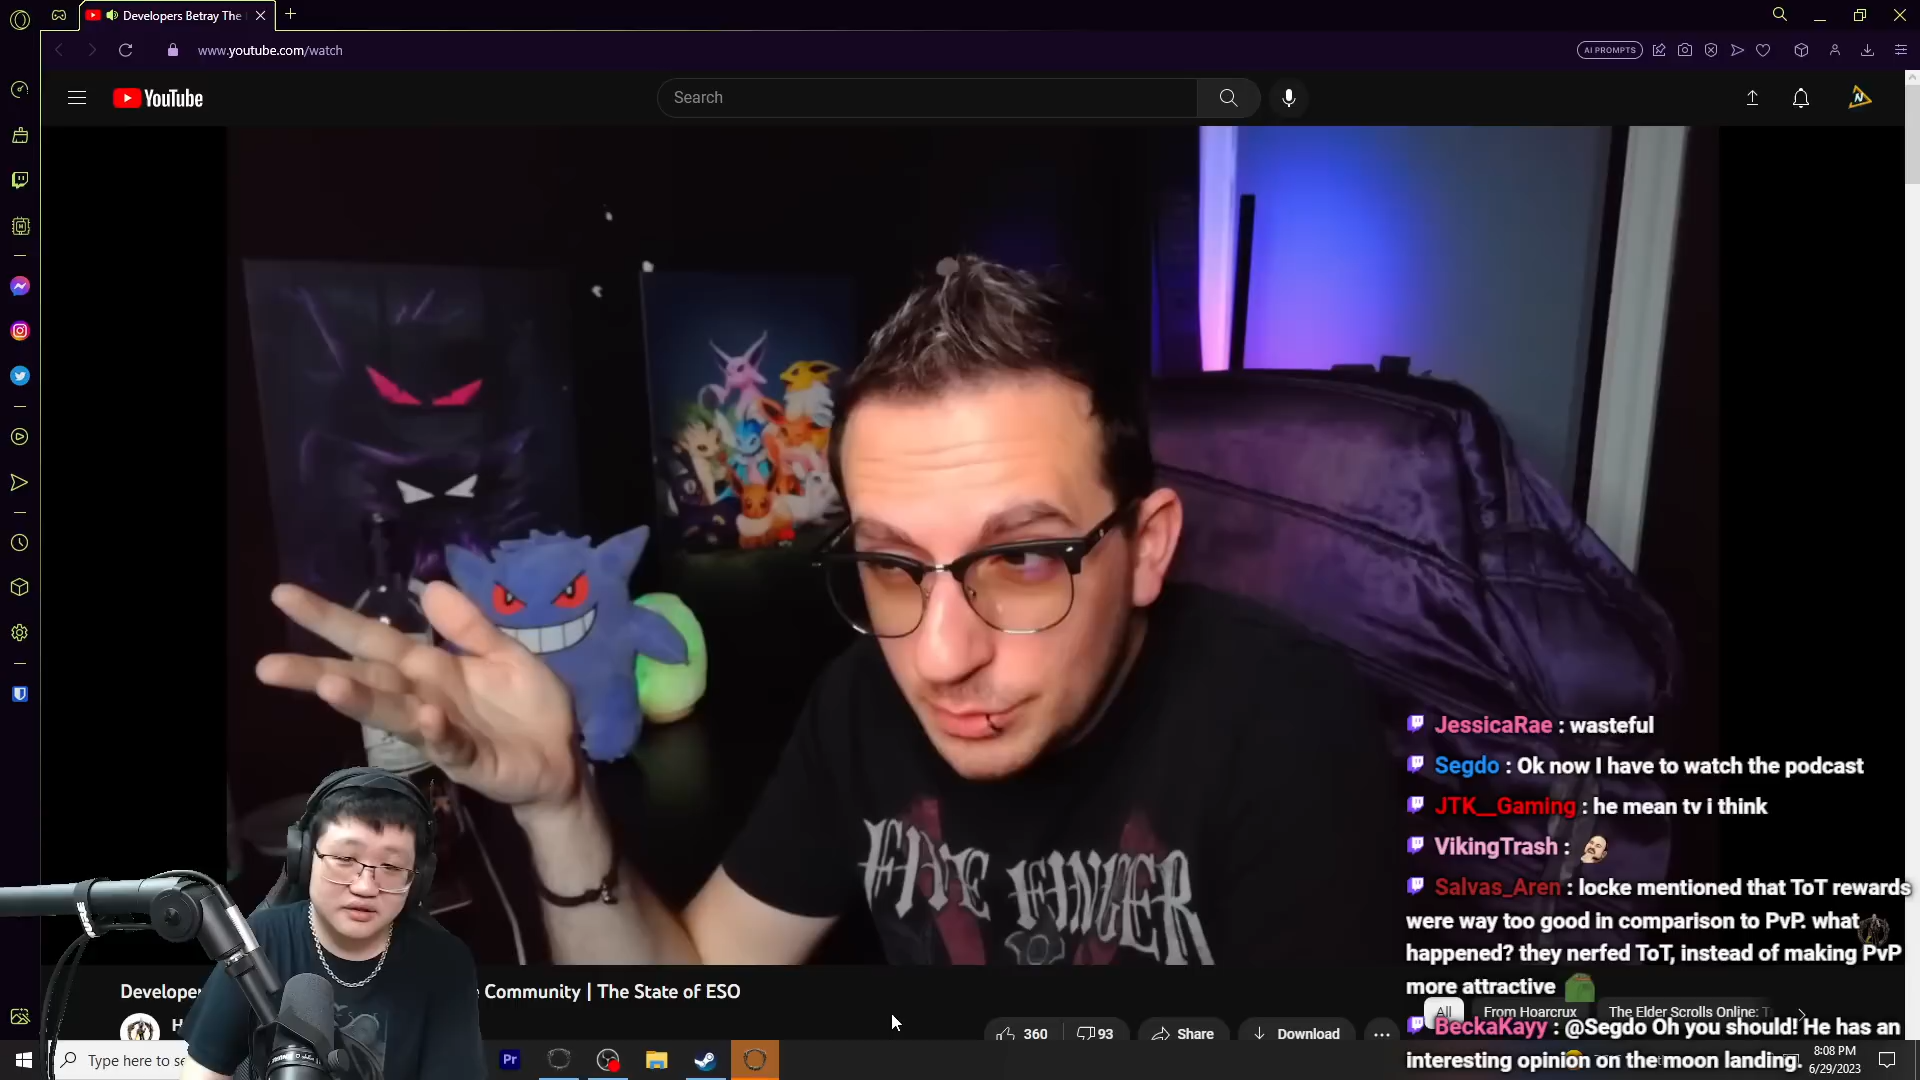 Developers Betray The
www.youtube.com/watch
AI PROMPTS
YouTube
Search
FIVE FINGER
JessicaRae : wasteful
Segdo : Ok now I have to watch the podcast
JTK__Gaming : he mean tv i think
VikingTrash :
Salvas_Aren : locke mentioned that ToT rewards
were way too good in comparison to PvP. what
happened? they nerfed ToT, instead of making PvP
more attractive
BeckaKayy : @Segdo Oh you should! He has an
interesting opinion on the moon landing.
Community | The State of ESO
All
From Hoarcrux
The Elder Scrolls Online:
360
93
Share
Download
Type here to
Pr
8:08 PM
6/29/2023